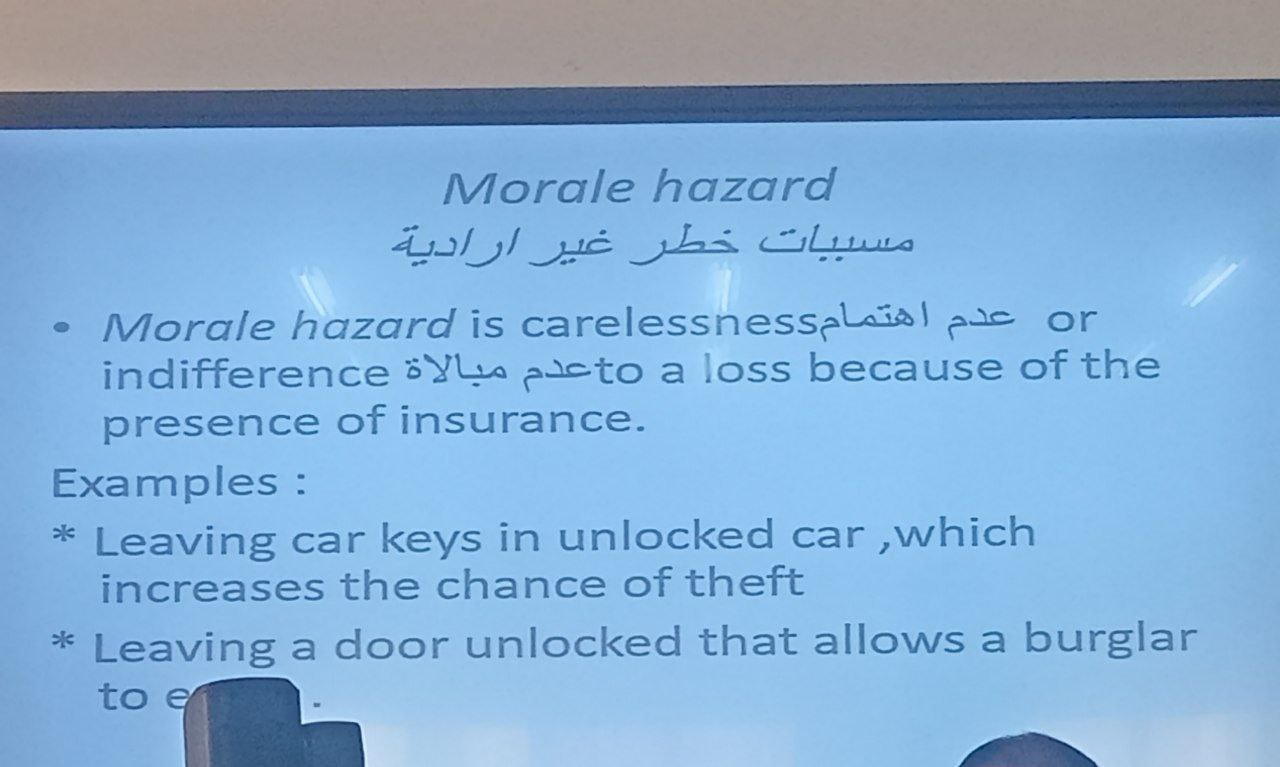 Morale hazard
مسببات خطر غير ارادية
• Morale hazard is carelessness عدم اهتمام or
indifference عدم مبالاة to a loss because of the
presence of insurance.
Examples :
* Leaving car keys in unlocked car ,which
increases the chance of theft
* Leaving a door unlocked that allows a burglar
to